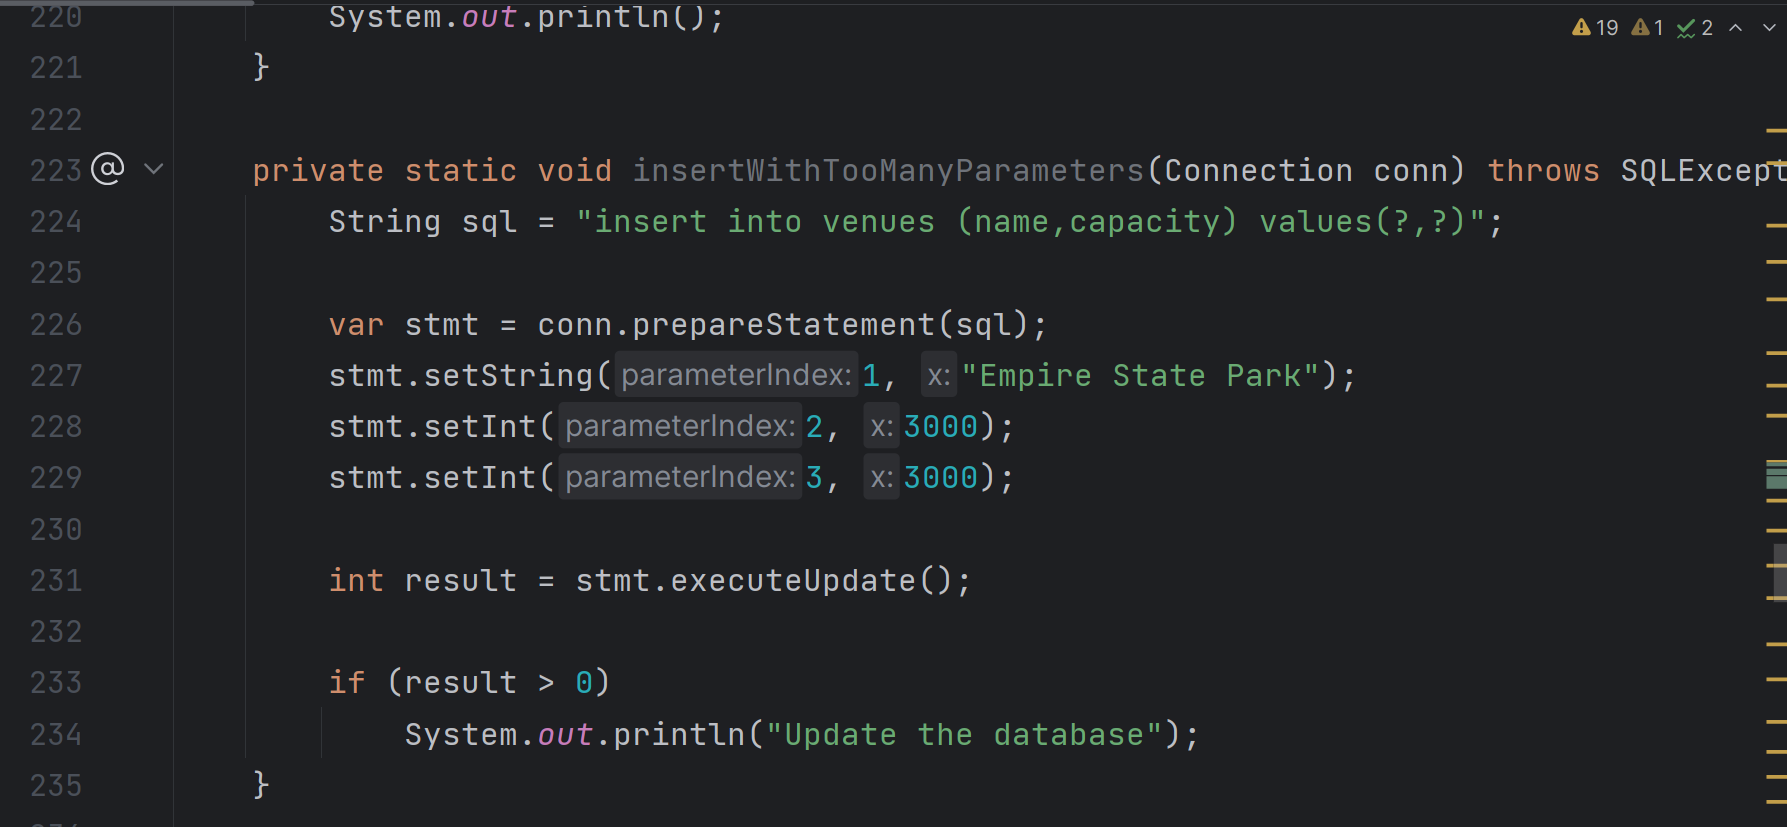 220 System.out.println();
19 1 2
221 }
222
223 @ private static void insertWithTooManyParameters(Connection conn) throws SQLExcept
224 String sql = "insert into venues (name,capacity) values(?,?)";
225
226 var stmt = conn.prepareStatement(sql);
227 stmt.setString( parameterIndex: 1, x: "Empire State Park");
228 stmt.setInt( parameterIndex: 2, x: 3000);
229 stmt.setInt( parameterIndex: 3, x: 3000);
230
231 int result = stmt.executeUpdate();
232
233 if (result > 0)
234 System.out.println("Update the database");
235 }